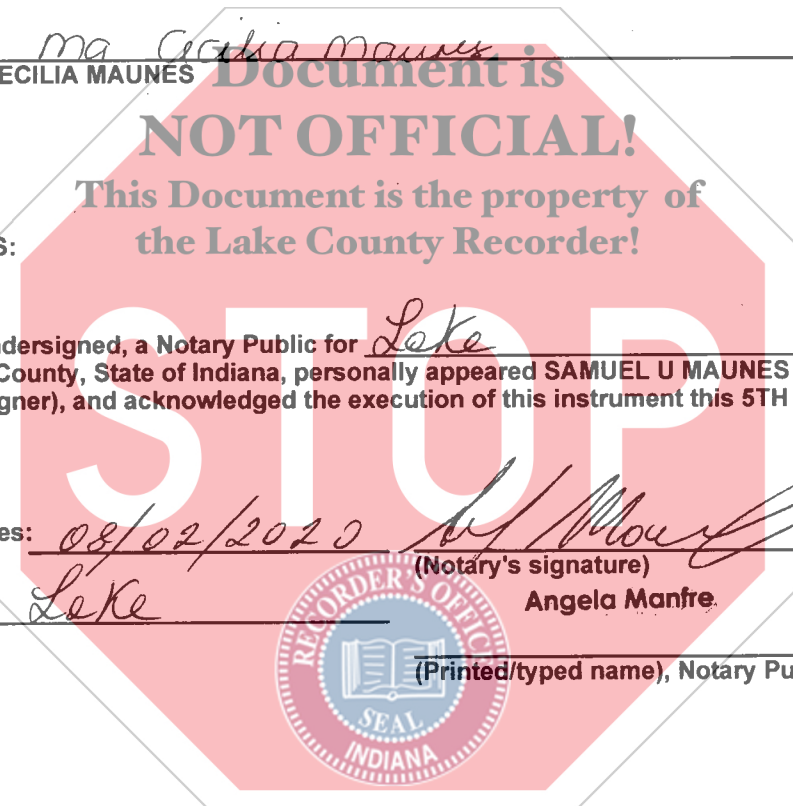 Ma Cecilia Maunes
ECILIA MAUNES
Document is
NOT OFFICIAL!
This Document is the property of
the Lake County Recorder!
S:
STOP
ndersigned, a Notary Public for Lake
County, State of Indiana, personally appeared SAMUEL U MAUNES
gner), and acknowledged the execution of this instrument this 5TH
es: 08/02/2020
(Notary's signature)
Lake
Angela Manfre
(Printed/typed name), Notary Pu
RECORDER'S OFFICE
SEAL
INDIANA